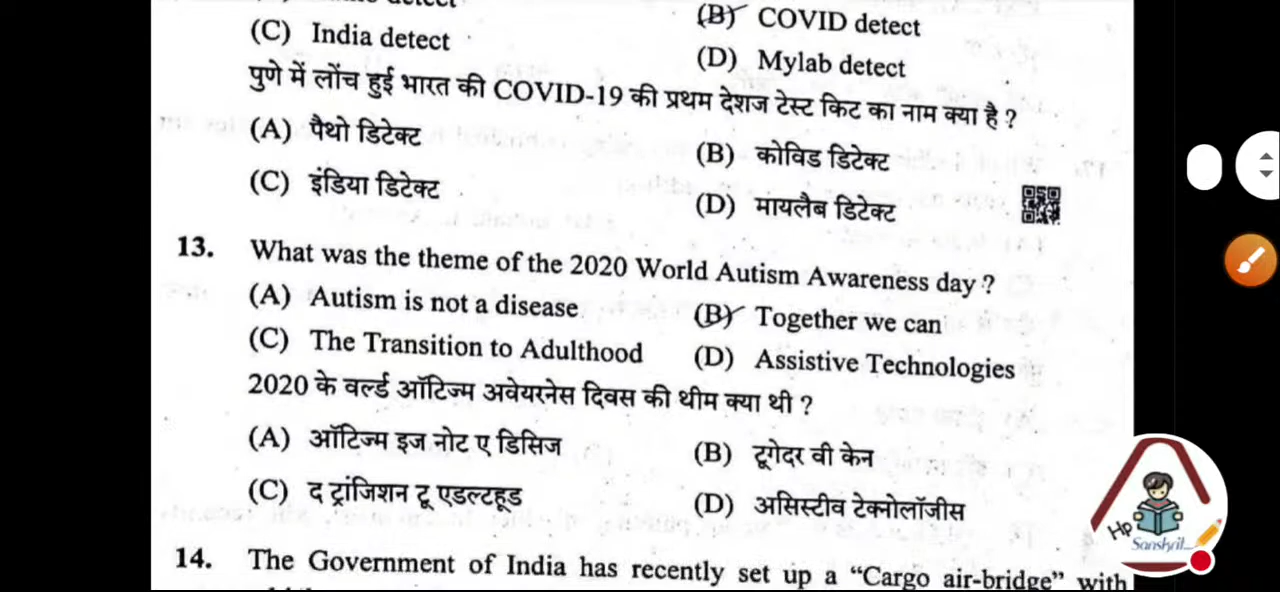 (B) COVID detect
(C) India detect
(D) Mylab detect
पुणे में लोंच हुई भारत की COVID-19 की प्रथम देशज टेस्ट किट का नाम क्या है ?
(A) पैथो डिटेक्ट
(B) कोविड डिटेक्ट
(C) इंडिया डिटेक्ट
(D) मायलैब डिटेक्ट
13. What was the theme of the 2020 World Autism Awareness day ?
(A) Autism is not a disease
(B) Together we can
(C) The Transition to Adulthood
(D) Assistive Technologies
2020 के वर्ल्ड ऑटिज्म अवेयरनेस दिवस की थीम क्या थी ?
(A) ऑटिज्म इज नोट ए डिसिज
(B) टूगेदर वी केन
(C) द ट्रांजिशन टू एडल्टहूड
(D) असिस्टीव टेक्नोलॉजीस
14. The Government of India has recently set up a “Cargo air-bridge” with
Hp
Sanshril